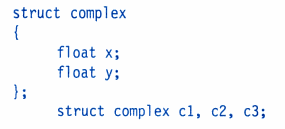 struct complex
{
float x;
float y;
};
struct complex c1, c2, c3;